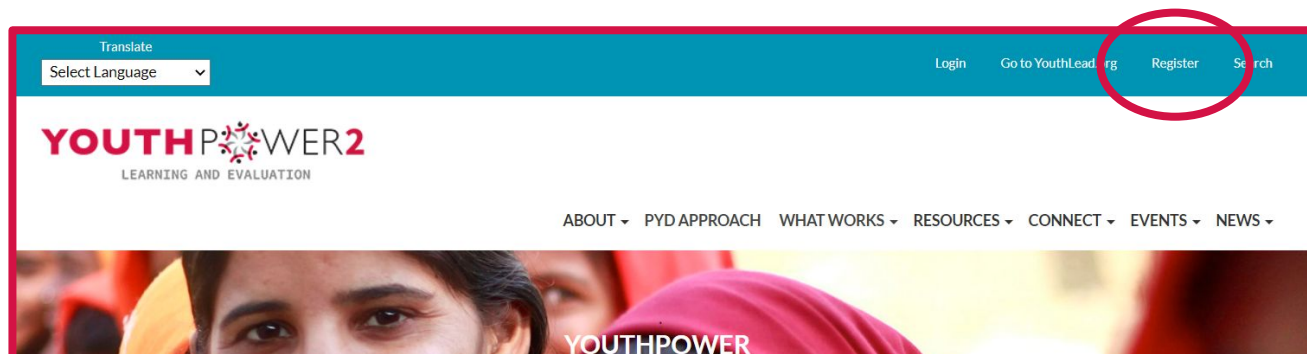 Translate
Select Language
Login Go to YouthLead.org Register Search
YOUTHPOWER2
LEARNING AND EVALUATION
ABOUT PYD APPROACH WHAT WORKS RESOURCES CONNECT EVENTS NEWS
YOUTHPOWER